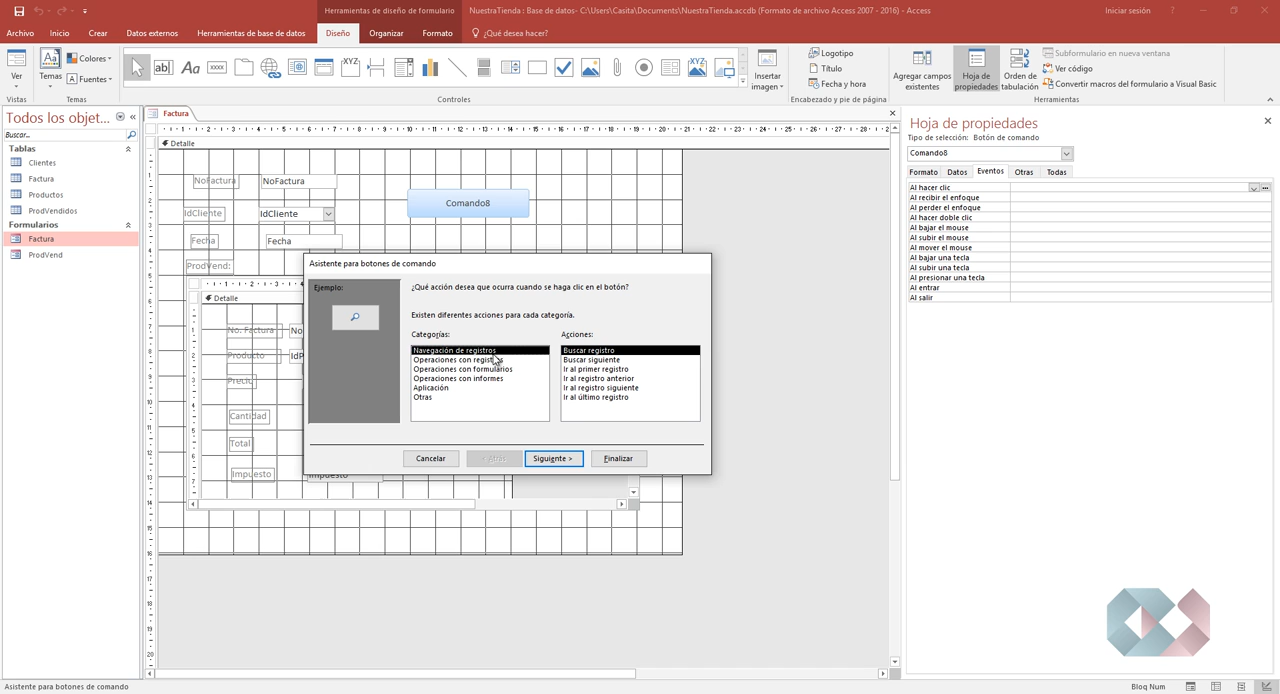 Herramientas de diseño de formulario
NuestraTienda : Base de datos- C:\Users\Casita\Documents\NuestraTienda.accdb (Formato de archivo Access 2007 - 2016) - Access
Iniciar sesión
?
Archivo
Inicio
Crear
Datos externos
Herramientas de base de datos
Diseño
Organizar
Formato
¿Qué desea hacer?
Ver
Vistas
Aa
Temas
Colores
Fuentes
Temas
ab|
Aa
xxxx
XYZ
XYZ
Controles
Insertar
imagen
Logotipo
Título
Fecha y hora
Encabezado y pie de página
Agregar campos
existentes
Hoja de
propiedades
Orden de
tabulación
Subformulario en nueva ventana
Ver código
Convertir macros del formulario a Visual Basic
Herramientas
Todos los objet...
Buscar...
Tablas
Clientes
Factura
Productos
ProdVendidos
Formularios
Factura
ProdVend
Factura
Detalle
NoFactura
NoFactura
IdCliente
IdCliente
Fecha
Fecha
ProdVend:
Comando8
Detalle
No. Factura
No
Producto
IdP
Precio
Cantidad
Total
Impuesto
Impuesto
Asistente para botones de comando
Ejemplo:
¿Qué acción desea que ocurra cuando se haga clic en el botón?
Existen diferentes acciones para cada categoría.
Categorías:
Navegación de registros
Operaciones con registros
Operaciones con formularios
Operaciones con informes
Aplicación
Otras
Acciones:
Buscar registro
Buscar siguiente
Ir al primer registro
Ir al registro anterior
Ir al registro siguiente
Ir al último registro
Cancelar
< Atrás
Siguiente >
Finalizar
Hoja de propiedades
Tipo de selección: Botón de comando
Comando8
Formato
Datos
Eventos
Otras
Todas
Al hacer clic
Al recibir el enfoque
Al perder el enfoque
Al hacer doble clic
Al bajar el mouse
Al subir el mouse
Al mover el mouse
Al bajar una tecla
Al subir una tecla
Al presionar una tecla
Al entrar
Al salir
Asistente para botones de comando
Bloq Num